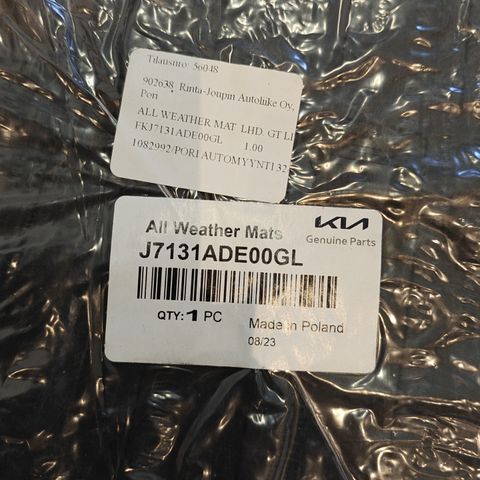 Tilausnro: 56048
902638, Rinta-Joupin Autoliike Oy,
Pori
ALL WEATHER MAT LHD, GT LI
FKJ7131ADE00GL 1.00
1082992/PORI AUTOMYYNTI 32
All Weather Mats
KIA
Genuine Parts
J7131ADE00GL
QTY: 1 PC
Made in Poland
08/23